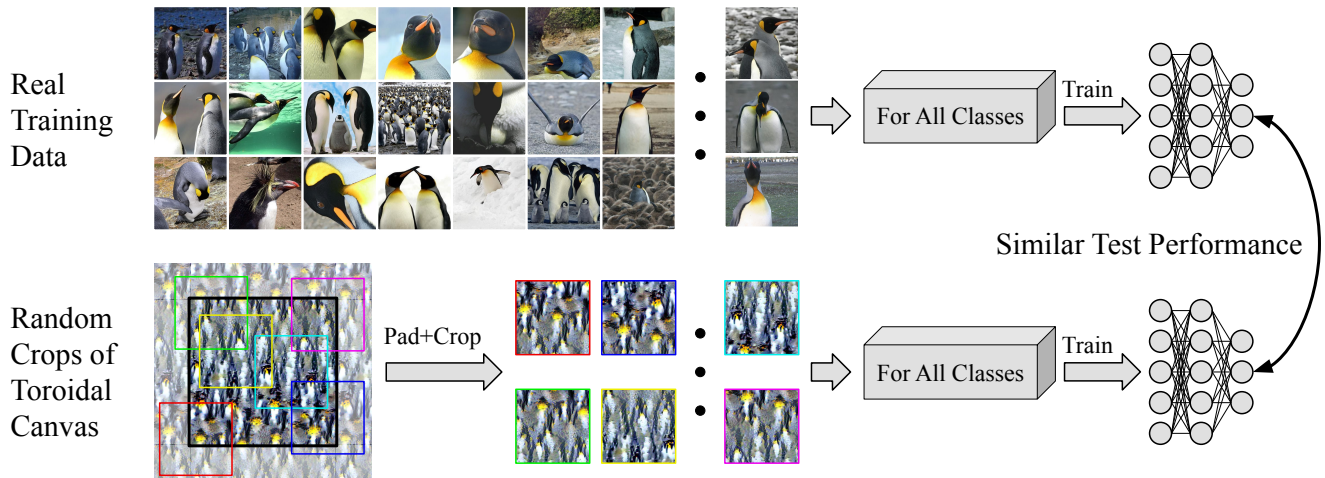 Real
Training
Data
For All Classes
Train
Similar Test Performance
Random
Crops of
Toroidal
Canvas
Pad+Crop
For All Classes
Train